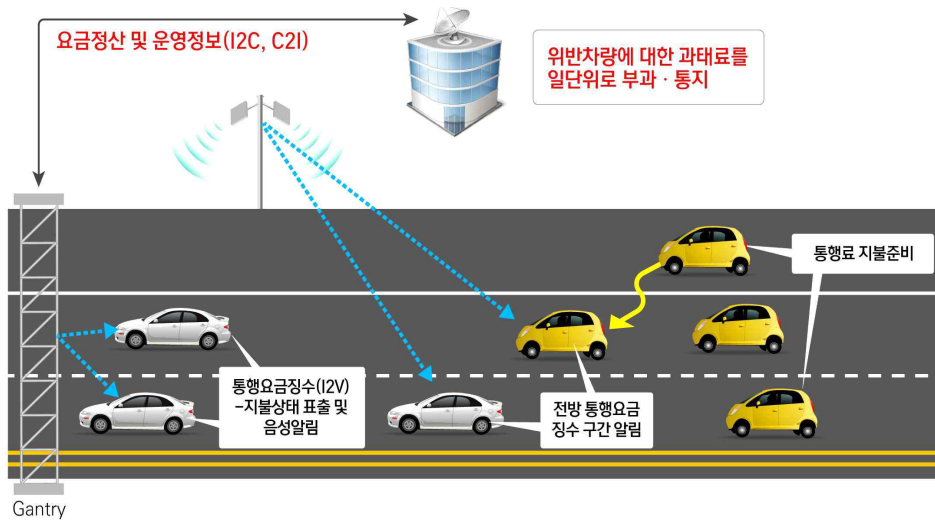 요금정산 및 운영정보(I2C, C2I)
위반차량에 대한 과태료를
일단위로 부과 · 통지
통행료 지불준비
통행요금징수(I2V)
-지불상태 표출 및
음성알림
전방 통행요금
징수 구간 알림
Gantry